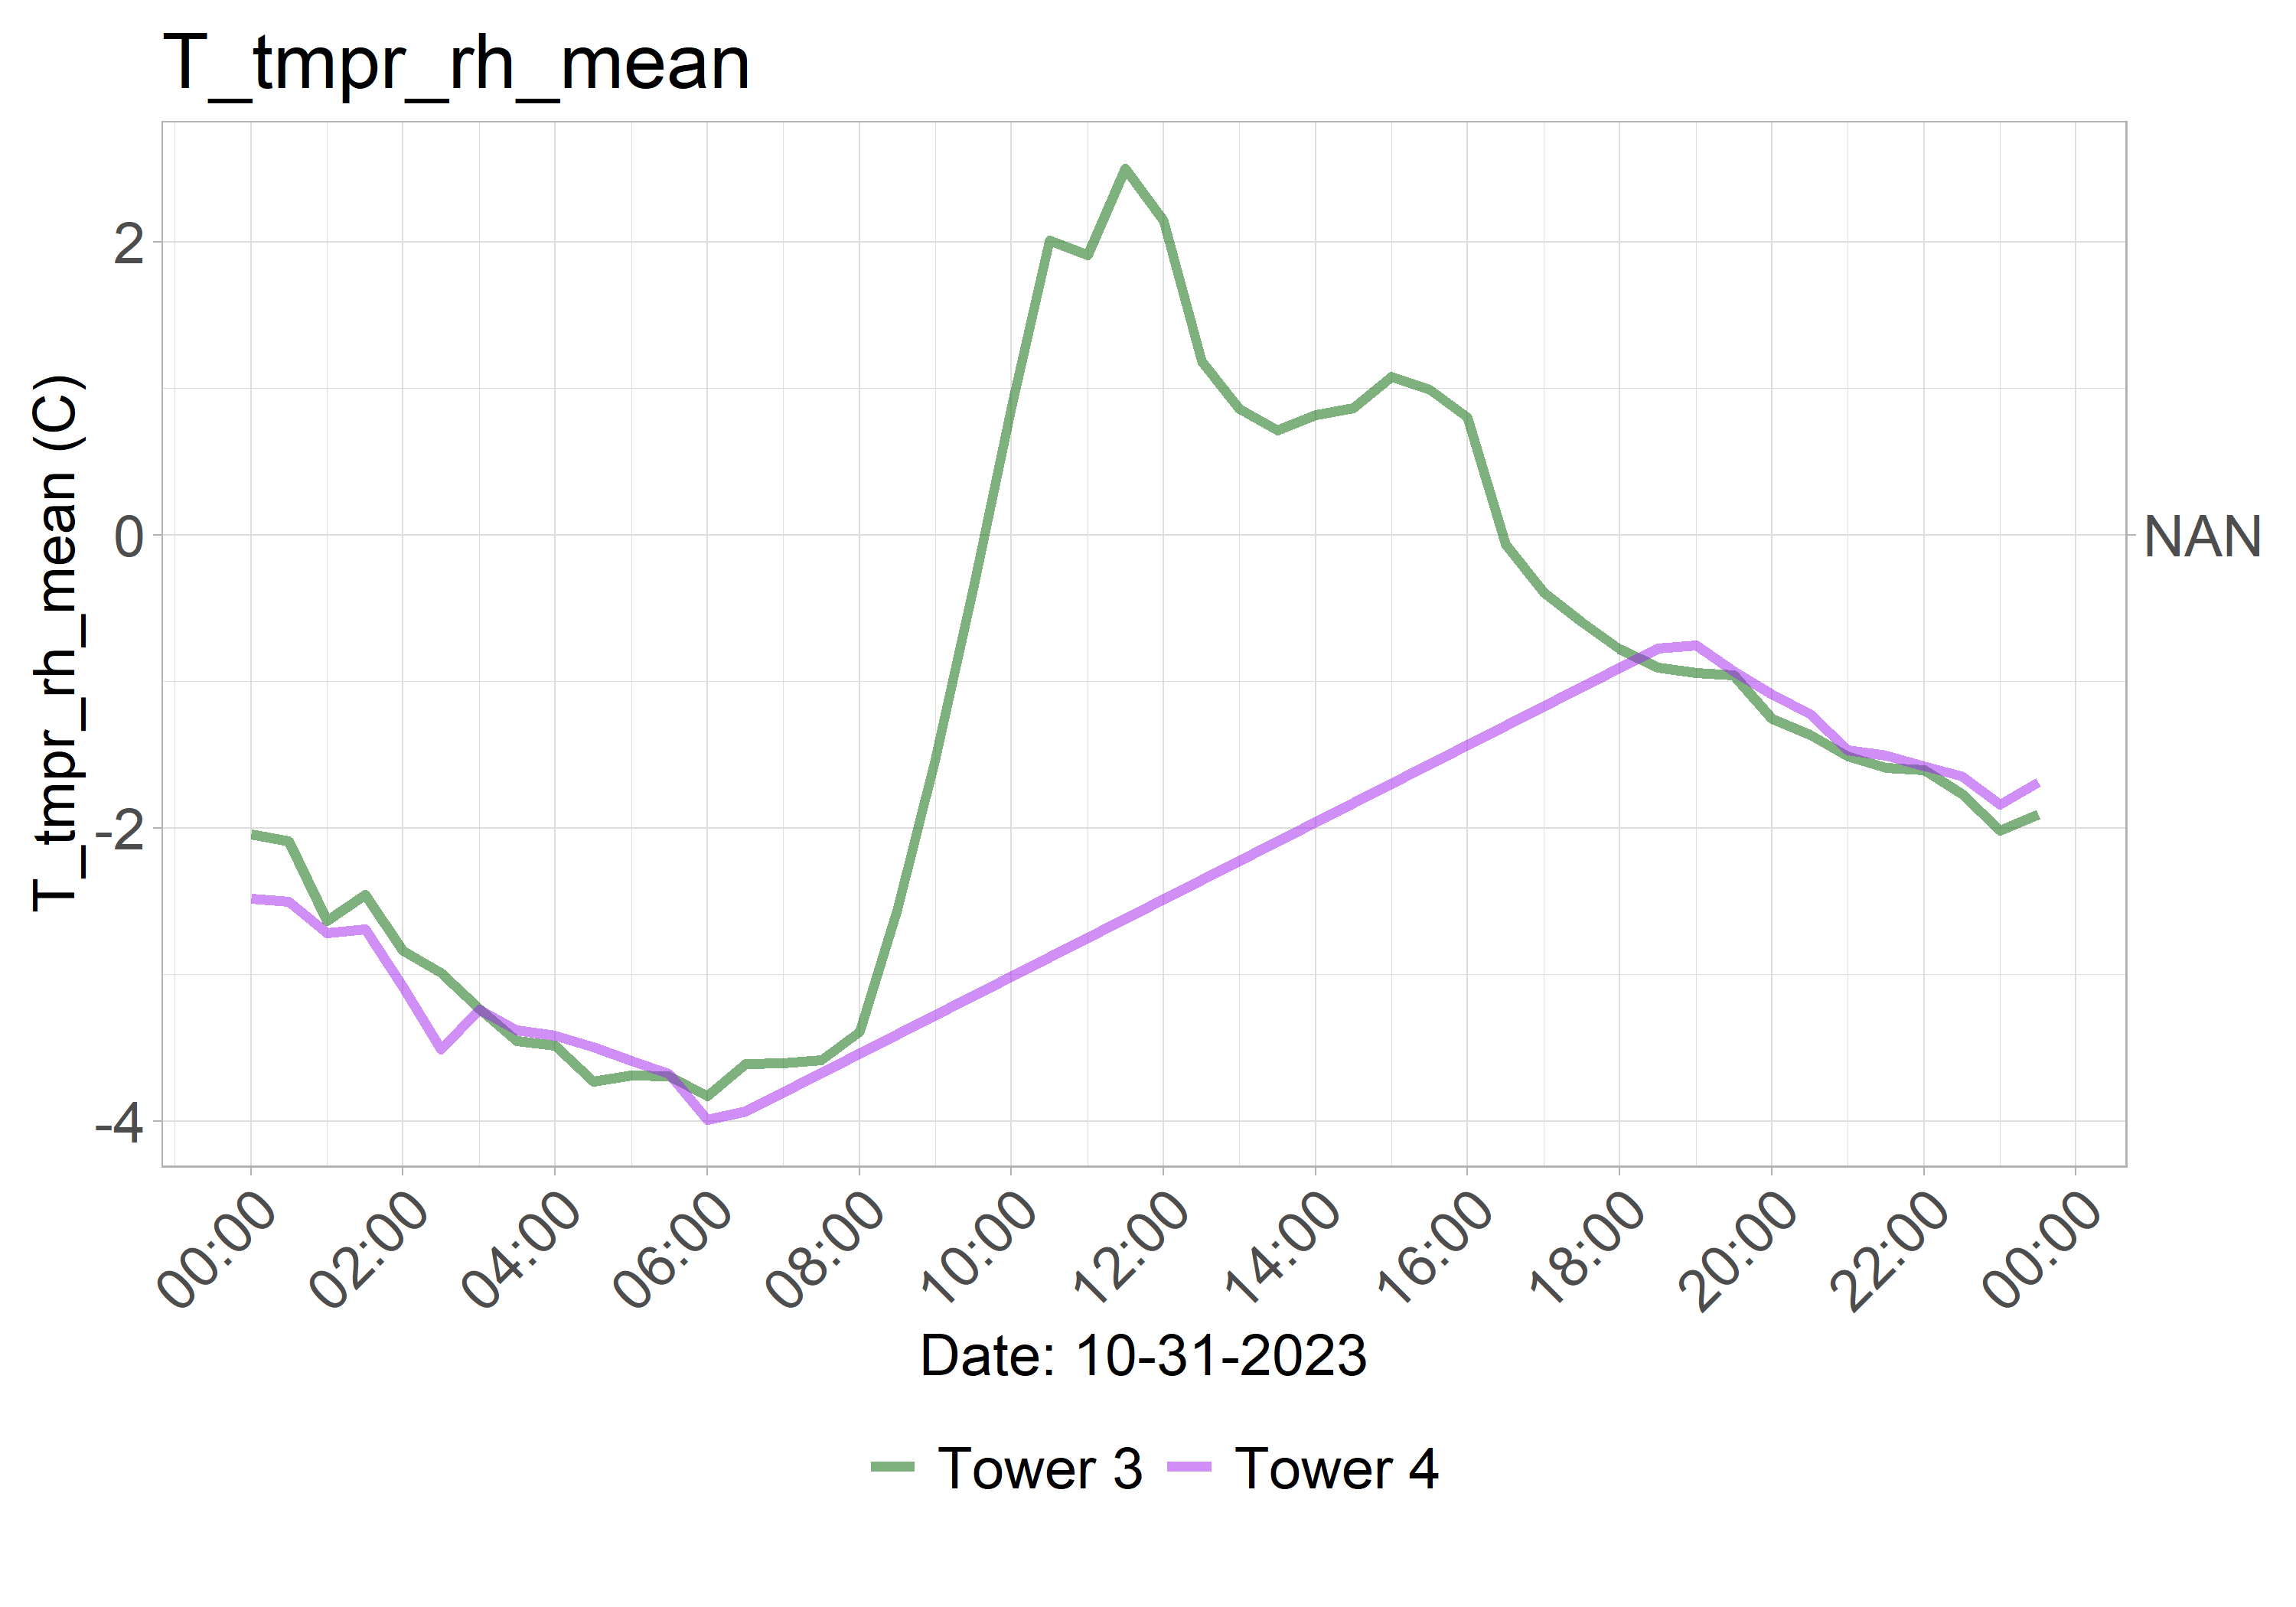 T_tmpr_rh_mean
T_tmpr_rh_mean (C)
2
0
-2
-4
NAN
00:00 02:00 04:00 06:00 08:00 10:00 12:00 14:00 16:00 18:00 20:00 22:00 00:00
Date: 10-31-2023
Tower 3 Tower 4